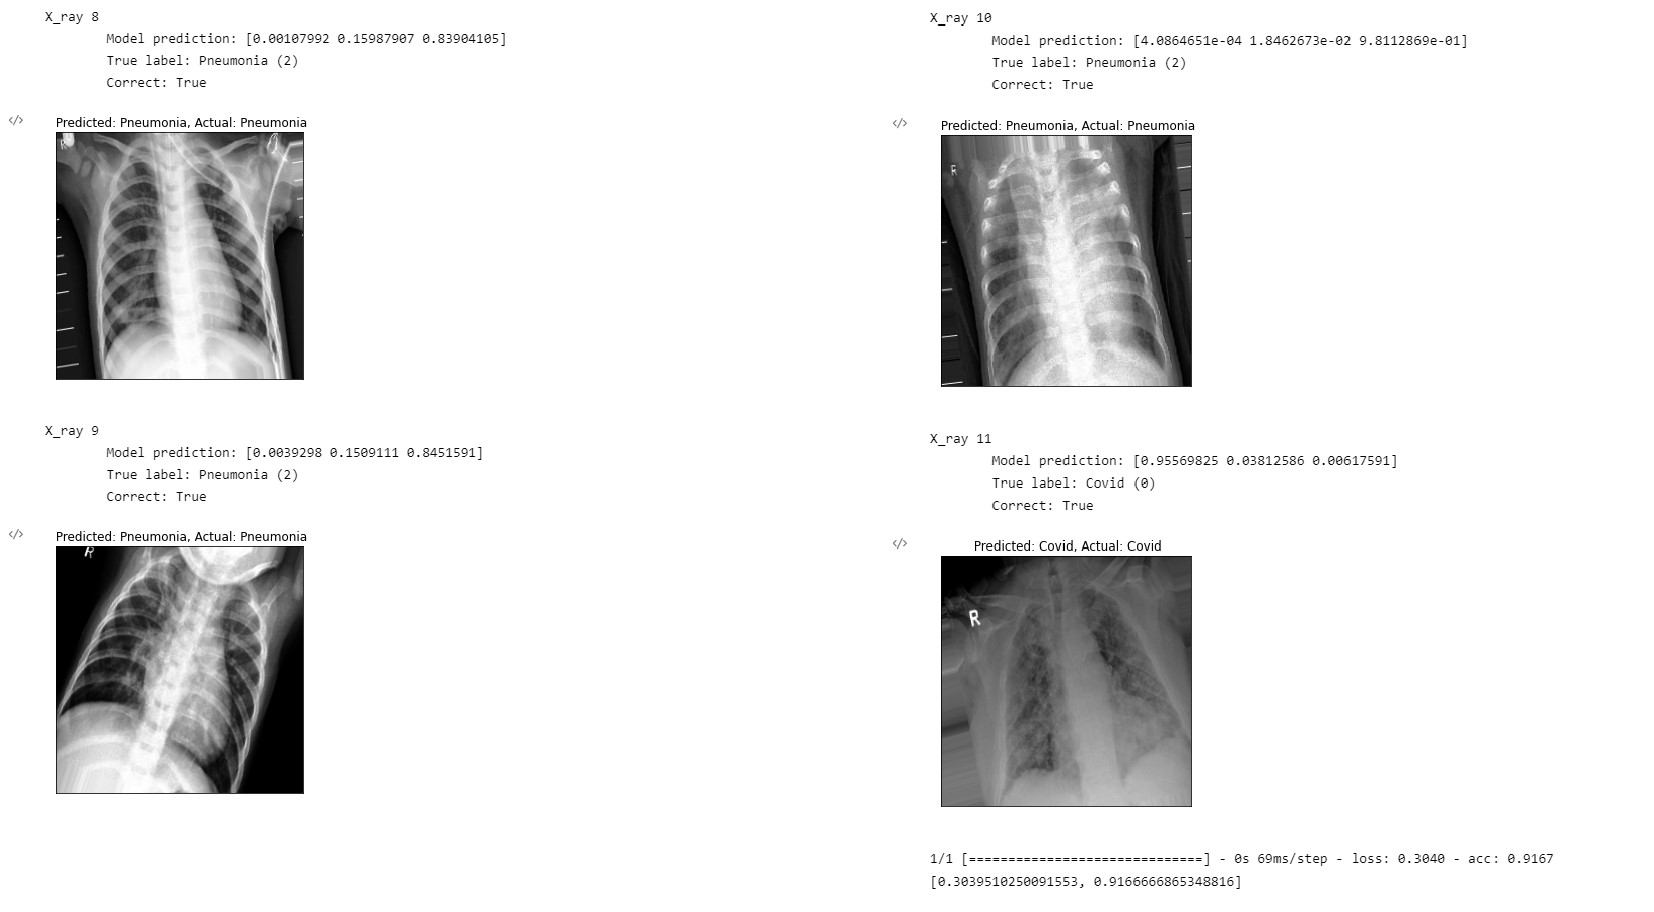 X_ray 8
Model prediction: [0.00107992 0.15987907 0.83904105]
True label: Pneumonia (2)
Correct: True
</>
Predicted: Pneumonia, Actual: Pneumonia
R
X_ray 9
Model prediction: [0.0039298 0.1509111 0.8451591]
True label: Pneumonia (2)
Correct: True
</>
Predicted: Pneumonia, Actual: Pneumonia
R
X_ray 10
Model prediction: [4.0864651e-04 1.8462673e-02 9.8112869e-01]
True label: Pneumonia (2)
Correct: True
</>
Predicted: Pneumonia, Actual: Pneumonia
R
X_ray 11
Model prediction: [0.95569825 0.03812586 0.00617591]
True label: Covid (0)
Correct: True
</>
Predicted: Covid, Actual: Covid
R
1/1 [==============================] - 0s 69ms/step - loss: 0.3040 - acc: 0.9167
[0.3039510250091553, 0.9166666865348816]